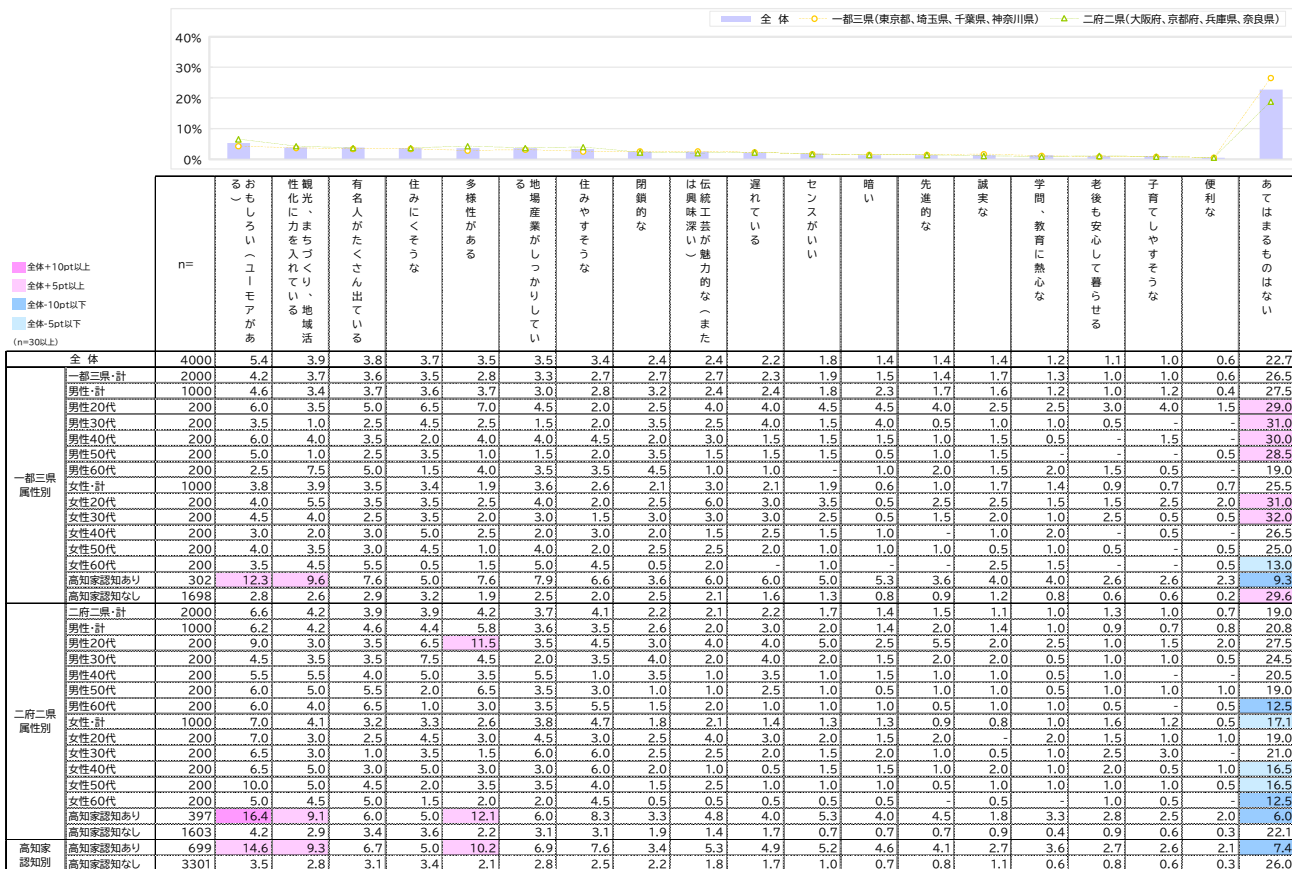 全 体 一都三県(東京都、埼玉県、千葉県、神奈川県) 二府二県(大阪府、京都府、兵庫県、奈良県)
40%
30%
20%
10%
0%
全体+10pt以上
全体+5pt以上
全体-10pt以下
全体-5pt以下
(n=30以上)
n=
おもしろい(ユーモアがある)
観光、まちづくり、地域活性化に力を入れている
有名人がたくさん出ている
住みにくそうな
多様性がある
地場産業がしっかりしている
住みやすそうな
閉鎖的な
伝統工芸が魅力的な(または興味深い)
遅れている
センスがいい
暗い
先進的な
誠実な
学問、教育に熱心な
老後も安心して暮らせる
子育てしやすそうな
便利な
あてはまるものはない
全 体 4000 5.4 3.9 3.8 3.7 3.5 3.5 3.4 2.4 2.4 2.2 1.8 1.4 1.4 1.4 1.2 1.1 1.0 0.6 22.7
一都三県属性別
一都三県・計 2000 4.2 3.7 3.6 3.5 2.8 3.3 2.7 2.7 2.7 2.3 1.9 1.5 1.4 1.7 1.3 1.0 1.0 0.6 26.5
男性・計 1000 4.6 3.4 3.7 3.6 3.7 3.0 2.8 3.2 2.4 2.4 1.8 2.3 1.7 1.6 1.2 1.0 1.2 0.4 27.5
男性20代 200 6.0 3.5 5.0 6.5 7.0 4.5 2.0 2.5 4.0 4.0 4.5 4.5 4.0 2.5 2.5 3.0 4.0 1.5 29.0
男性30代 200 3.5 1.0 2.5 4.5 2.5 1.5 2.0 3.5 2.5 4.0 1.5 4.0 0.5 1.0 1.0 0.5 - - 31.0
男性40代 200 6.0 4.0 3.5 2.0 4.0 4.0 4.5 2.0 3.0 1.5 1.5 1.5 1.0 1.5 0.5 - 1.5 - 30.0
男性50代 200 5.0 1.0 2.5 3.5 1.0 1.5 2.0 3.5 1.5 1.5 1.5 0.5 1.0 1.5 - - - 0.5 28.5
男性60代 200 2.5 7.5 5.0 1.5 4.0 3.5 3.5 4.5 1.0 1.0 - 1.0 2.0 1.5 2.0 1.5 0.5 - 19.0
女性・計 1000 3.8 3.9 3.5 3.4 1.9 3.6 2.6 2.1 3.0 2.1 1.9 0.6 1.0 1.7 1.4 0.9 0.7 0.7 25.5
女性20代 200 4.0 5.5 3.5 3.5 2.5 4.0 2.0 2.5 6.0 3.0 3.5 0.5 2.5 2.5 1.5 1.5 2.5 2.0 31.0
女性30代 200 4.5 4.0 2.5 3.5 2.0 3.0 1.5 3.0 3.0 3.0 2.5 0.5 1.5 2.0 1.0 2.5 0.5 0.5 32.0
女性40代 200 3.0 2.0 3.0 5.0 2.5 3.0 2.0 2.0 1.5 2.5 1.5 1.0 - 1.0 2.0 - 0.5 - 26.5
女性50代 200 4.0 3.5 3.0 4.5 1.0 4.0 2.0 2.5 2.5 2.0 1.0 1.0 1.0 0.5 1.0 0.5 - 0.5 25.0
女性60代 200 3.5 4.5 5.5 0.5 1.5 5.0 4.5 0.5 2.0 - 1.0 - - 2.5 1.5 - - 0.5 13.0
高知家認知あり 302 12.3 9.6 7.6 5.0 7.6 7.9 6.6 3.6 6.0 6.0 5.0 5.3 3.6 4.0 4.0 2.6 2.6 2.3 9.3
高知家認知なし 1698 2.8 2.6 2.9 3.2 1.9 2.5 2.0 2.5 2.1 1.6 1.3 0.8 0.9 1.2 0.8 0.6 0.6 0.2 29.6
二府二県属性別
二府二県・計 2000 6.6 4.2 3.9 3.9 4.2 3.7 4.1 2.2 2.1 2.2 1.7 1.4 1.5 1.1 1.0 1.3 1.0 0.7 19.0
男性・計 1000 6.2 4.2 4.6 4.4 5.8 3.6 3.5 2.6 2.0 3.0 2.0 1.4 2.0 1.4 1.0 0.9 0.7 0.8 20.8
男性20代 200 9.0 3.0 3.5 6.5 11.5 3.5 4.5 3.0 4.0 4.0 5.0 2.5 5.5 2.0 2.5 1.0 1.5 2.0 27.5
男性30代 200 4.5 3.5 3.5 7.5 4.5 2.0 3.5 4.0 2.0 4.0 2.0 1.5 2.0 2.0 0.5 1.0 1.0 0.5 24.5
男性40代 200 5.5 5.5 4.0 5.0 3.5 5.5 1.0 3.5 1.0 3.5 1.0 1.5 1.0 1.0 0.5 1.0 - - 20.5
男性50代 200 6.0 5.0 5.5 2.0 6.5 3.5 3.0 1.0 1.0 2.5 1.0 0.5 1.0 1.0 0.5 1.0 1.0 1.0 19.0
男性60代 200 6.0 4.0 6.5 1.0 3.0 3.5 5.5 1.5 2.0 1.0 1.0 1.0 0.5 1.0 1.0 0.5 - 0.5 12.5
女性・計 1000 7.0 4.1 3.2 3.3 2.6 3.8 4.7 1.8 2.1 1.4 1.3 1.3 0.9 0.8 1.0 1.6 1.2 0.5 17.1
女性20代 200 7.0 3.0 2.5 4.5 3.0 4.5 3.0 2.5 4.0 3.0 2.0 1.5 2.0 - 2.0 1.5 1.0 1.0 19.0
女性30代 200 6.5 3.0 1.0 3.5 1.5 6.0 6.0 2.5 2.5 2.0 1.5 2.0 1.0 0.5 1.0 2.5 3.0 - 21.0
女性40代 200 6.5 5.0 3.0 5.0 3.0 3.0 6.0 2.0 1.0 0.5 1.5 1.5 1.0 2.0 1.0 2.0 0.5 1.0 16.5
女性50代 200 10.0 5.0 4.5 2.0 3.5 3.5 4.0 1.5 2.5 1.0 1.0 1.0 0.5 1.0 1.0 1.0 1.0 0.5 16.5
女性60代 200 5.0 4.5 5.0 1.5 2.0 2.0 4.5 0.5 0.5 0.5 0.5 0.5 - 0.5 - 1.0 0.5 - 12.5
高知家認知あり 397 16.4 9.1 6.0 5.0 12.1 6.0 8.3 3.3 4.8 4.0 5.3 4.0 4.5 1.8 3.3 2.8 2.5 2.0 6.0
高知家認知なし 1603 4.2 2.9 3.4 3.6 2.2 3.1 3.1 1.9 1.4 1.7 0.7 0.7 0.7 0.9 0.4 0.9 0.6 0.3 22.1
高知家認知別
高知家認知あり 699 14.6 9.3 6.7 5.0 10.2 6.9 7.6 3.4 5.3 4.9 5.2 4.6 4.1 2.7 3.6 2.7 2.6 2.1 7.4
高知家認知なし 3301 3.5 2.8 3.1 3.4 2.1 2.8 2.5 2.2 1.8 1.7 1.0 0.7 0.8 1.1 0.6 0.8 0.6 0.3 26.0